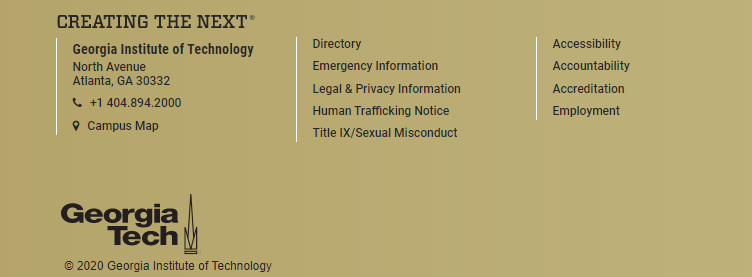 CREATING THE NEXT®
Georgia Institute of Technology
North Avenue
Atlanta, GA 30332
+1 404.894.2000
Campus Map
Directory
Emergency Information
Legal & Privacy Information
Human Trafficking Notice
Title IX/Sexual Misconduct
Accessibility
Accountability
Accreditation
Employment
Georgia
Tech
© 2020 Georgia Institute of Technology